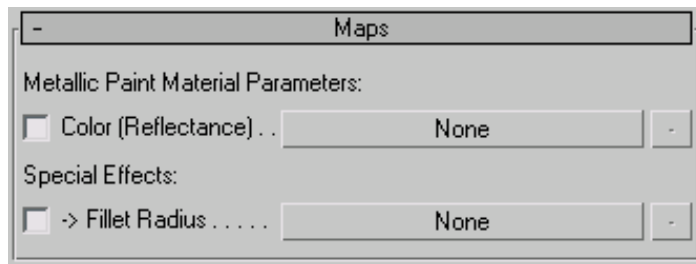 - Maps
Metallic Paint Material Parameters:
Color (Reflectance) . . None -
Special Effects:
-> Fillet Radius . . . . . None -